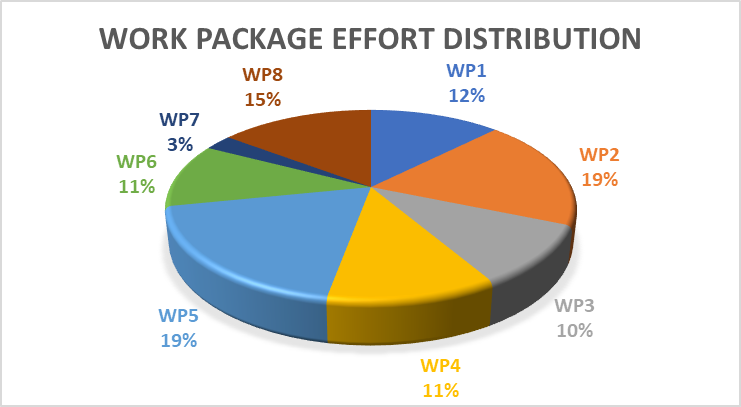 WORK PACKAGE EFFORT DISTRIBUTION
WP1
12%
WP2
19%
WP3
10%
WP4
11%
WP5
19%
WP6
11%
WP7
3%
WP8
15%